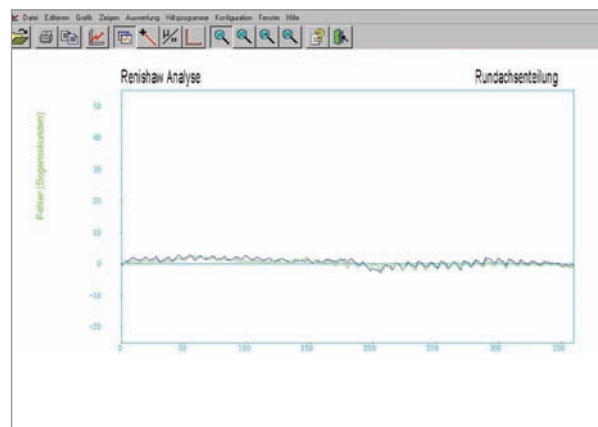 Datei Editieren Grafik Zeigen Auswertung Hilfsprogramme Konfiguration Fenster Hilfe
Renishaw Analyse Rundachsenteilung
Fehler (Bogensekunden)
50
40
30
20
10
0
-10
-20
0 50 100 150 200 250 300 350